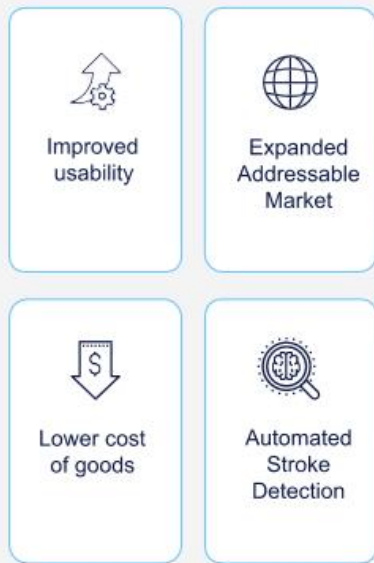 Improved
usability
Expanded
Addressable
Market
$
Lower cost
of goods
Automated
Stroke
Detection